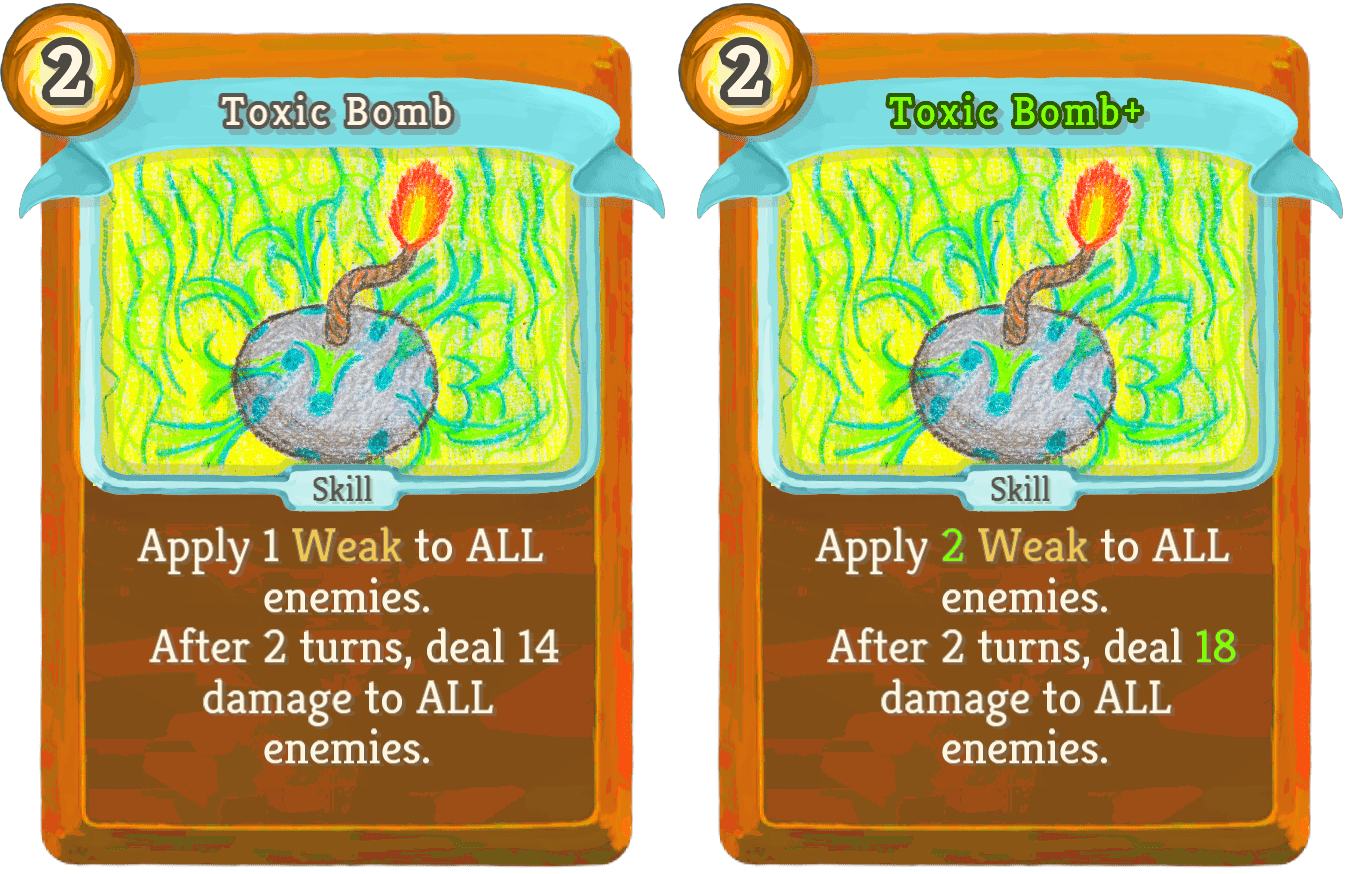 2
Toxic Bomb
Skill
Apply 1 Weak to ALL
enemies.
After 2 turns, deal 14
damage to ALL
enemies.
2
Toxic Bomb+
Skill
Apply 2 Weak to ALL
enemies.
After 2 turns, deal 18
damage to ALL
enemies.